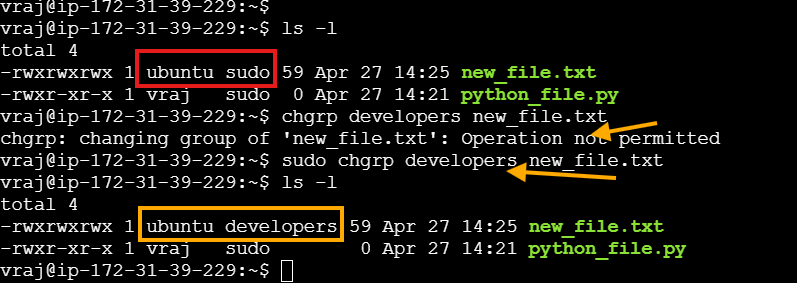 vraj@ip-172-31-39-229:~$
vraj@ip-172-31-39-229:~$ ls -l
total 4
-rwxrwxrwx 1 ubuntu sudo 59 Apr 27 14:25 new_file.txt
-rwxr-xr-x 1 vraj   sudo  0 Apr 27 14:21 python_file.py
vraj@ip-172-31-39-229:~$ chgrp developers new_file.txt
chgrp: changing group of 'new_file.txt': Operation not permitted
vraj@ip-172-31-39-229:~$ sudo chgrp developers new_file.txt
vraj@ip-172-31-39-229:~$ ls -l
total 4
-rwxrwxrwx 1 ubuntu developers 59 Apr 27 14:25 new_file.txt
-rwxr-xr-x 1 vraj   sudo        0 Apr 27 14:21 python_file.py
vraj@ip-172-31-39-229:~$